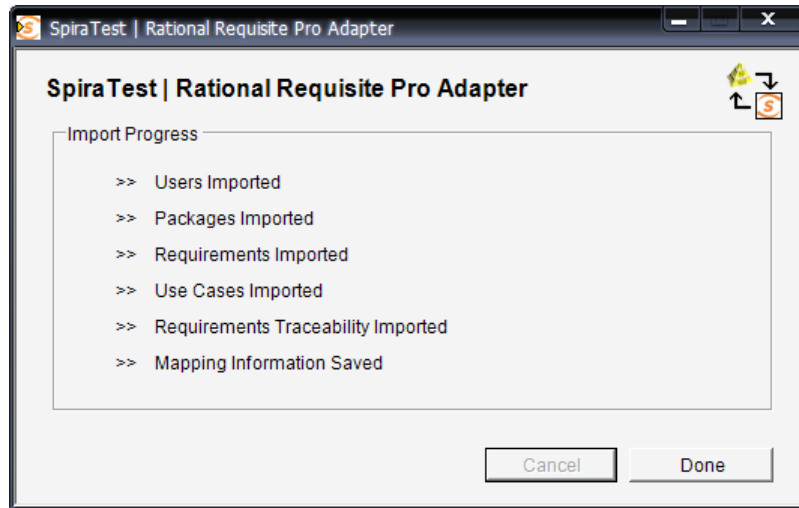 SpiraTest | Rational Requisite Pro Adapter
SpiraTest | Rational Requisite Pro Adapter
Import Progress
>> Users Imported
>> Packages Imported
>> Requirements Imported
>> Use Cases Imported
>> Requirements Traceability Imported
>> Mapping Information Saved
Cancel Done